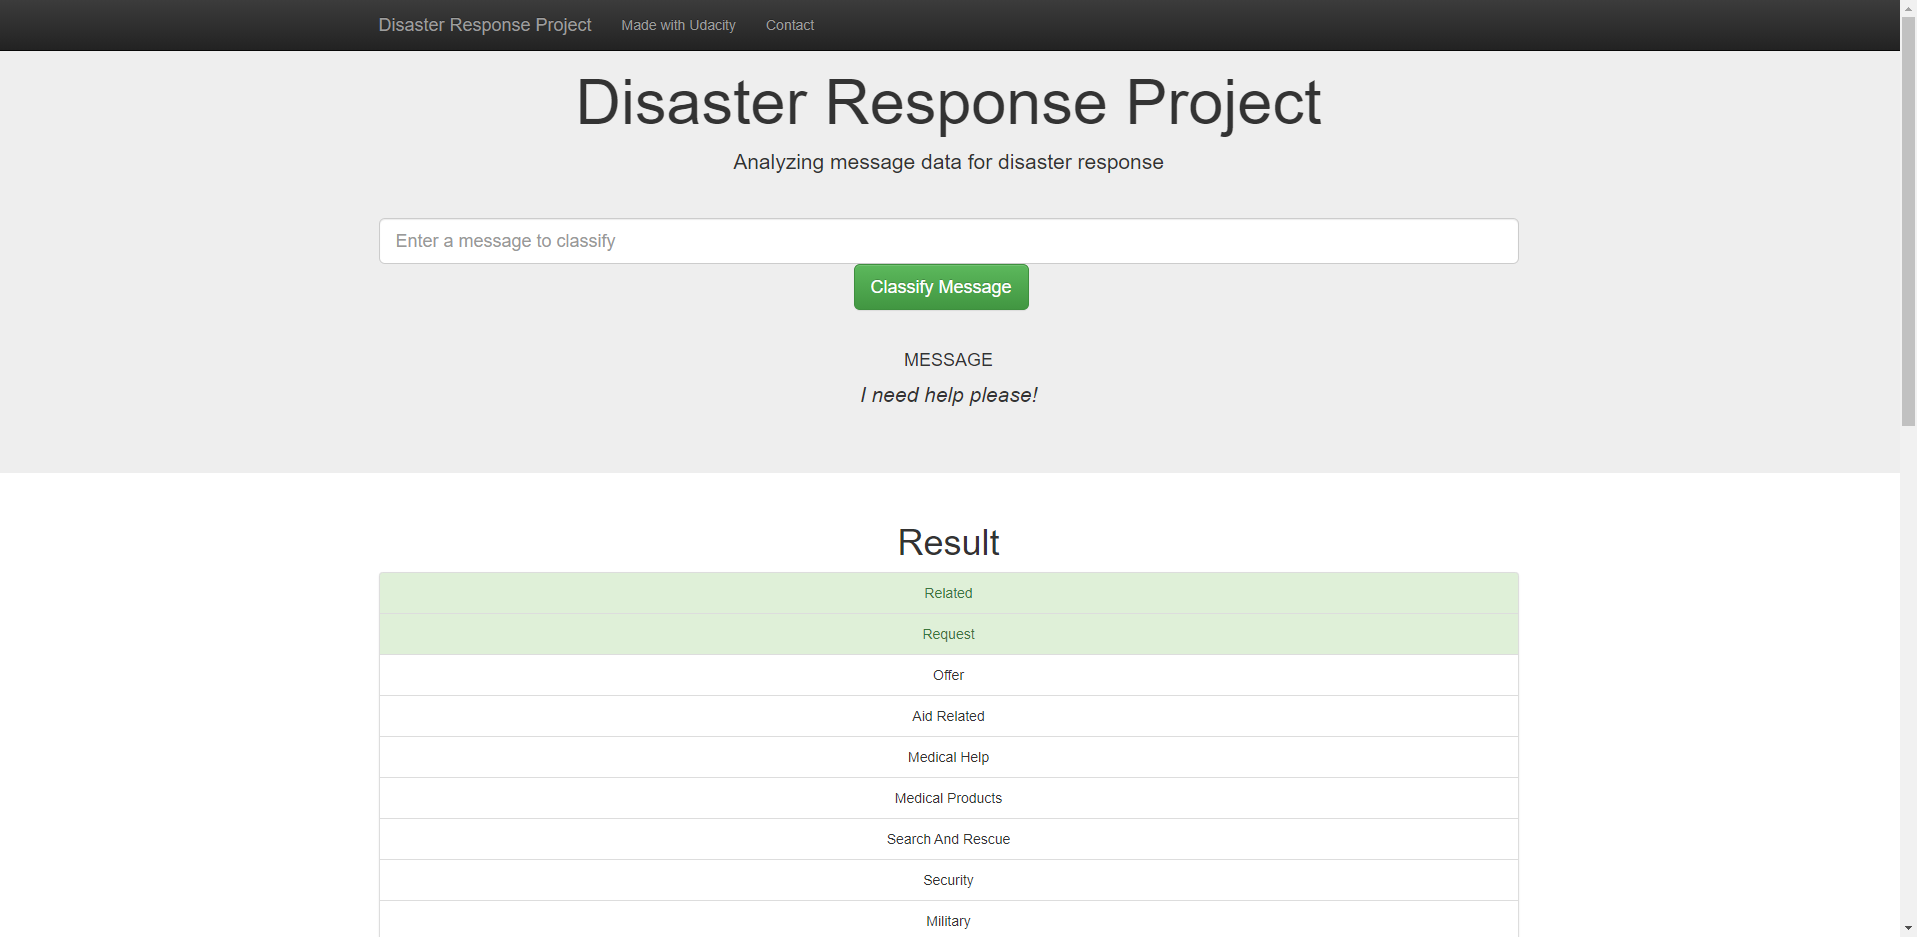 Disaster Response Project Made with Udacity Contact
Disaster Response Project
Analyzing message data for disaster response
Enter a message to classify
Classify Message
MESSAGE
I need help please!
Result
Related
Request
Offer
Aid Related
Medical Help
Medical Products
Search And Rescue
Security
Military